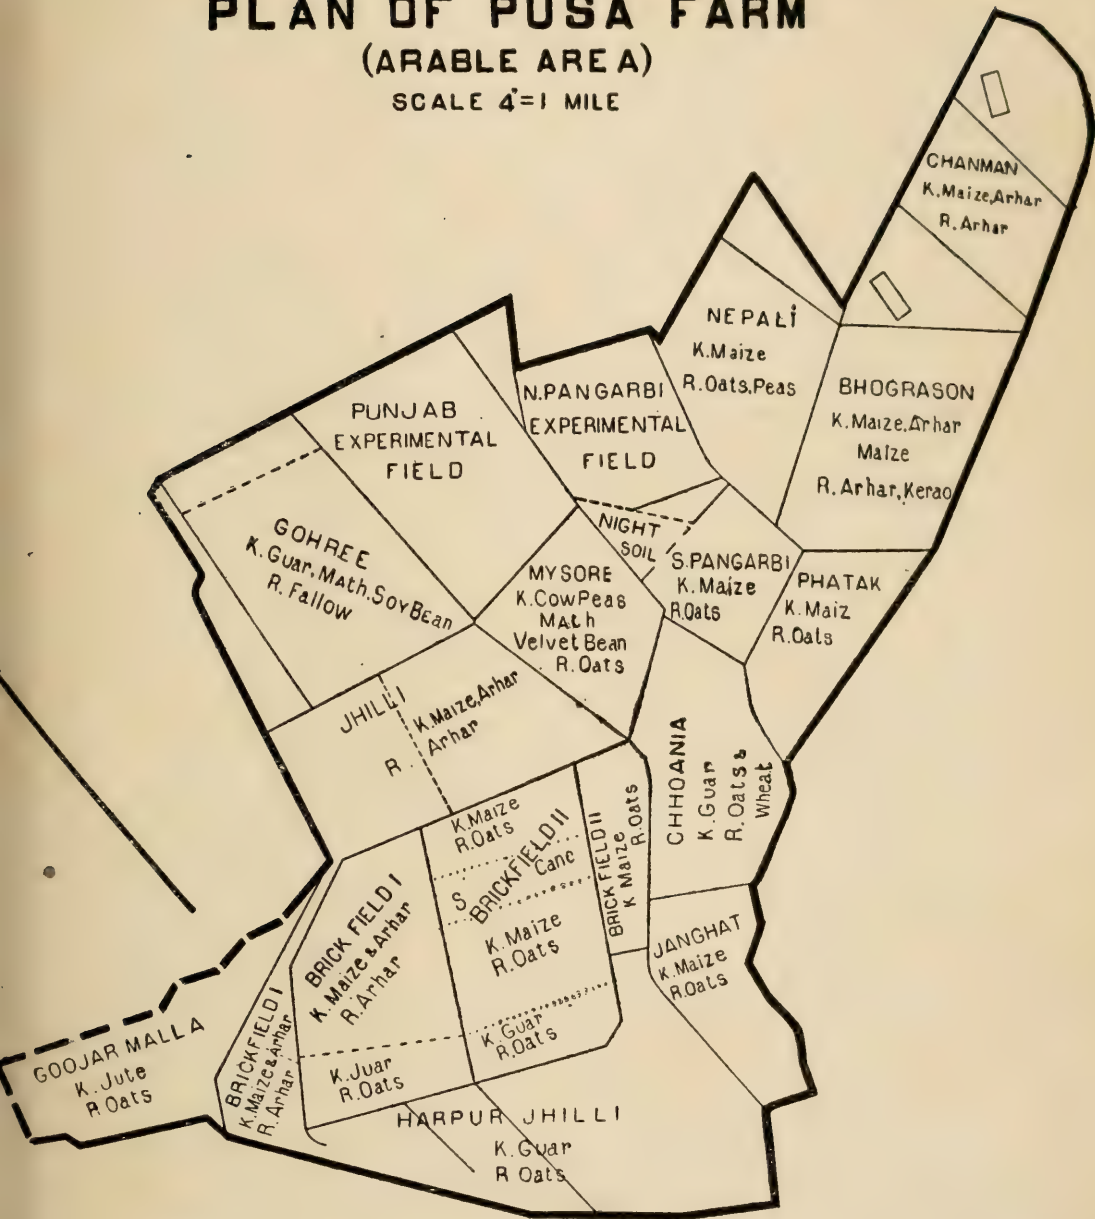 PLAN OF PUSA FARM
(ARABLE AREA)
SCALE 4"=1 MILE
CHANMAN
K.Maize,Arhar
R.Arhar
NEPALI
K.Maize
R.Oats,Peas
BHOGRASON
K.Maize,Arhar
Maize
R.Arhar,Kerao
N.PANGARBI
EXPERIMENTAL
FIELD
PUNJAB
EXPERIMENTAL
FIELD
GOHREE
K.Guar,Math.SoyBean
R.Fallow
NIGHT
SOIL
S.PANGARBI
K.Maize
R.Oats
PHATAK
K.Maiz
R.Oats
MYSORE
K.CowPeas
Math
Velvet Bean
R.Oats
JHILLI
K.Maize,Arhar
R. Arhar
CHHOANIA
K.Guar
R.Oats &
Wheat
K.Maize
R.Oats
BRICKFIELD II
S Cane
K.Maize
R.Oats
K.Guar
R.Oats
BRICKFIELD II
K Maize
R.Oats
BRICK FIELD I
K.Maize & Arhar
R.Arhar
JANGHAT
K.Maize
R.Oats
BRICKFIELD I
K.Maize & Arhar
R.Arhar
K.Juar
R.Oats
GOOJAR MALLA
K.Jute
R.Oats
HARPUR JHILLI
K.Guar
R Oats